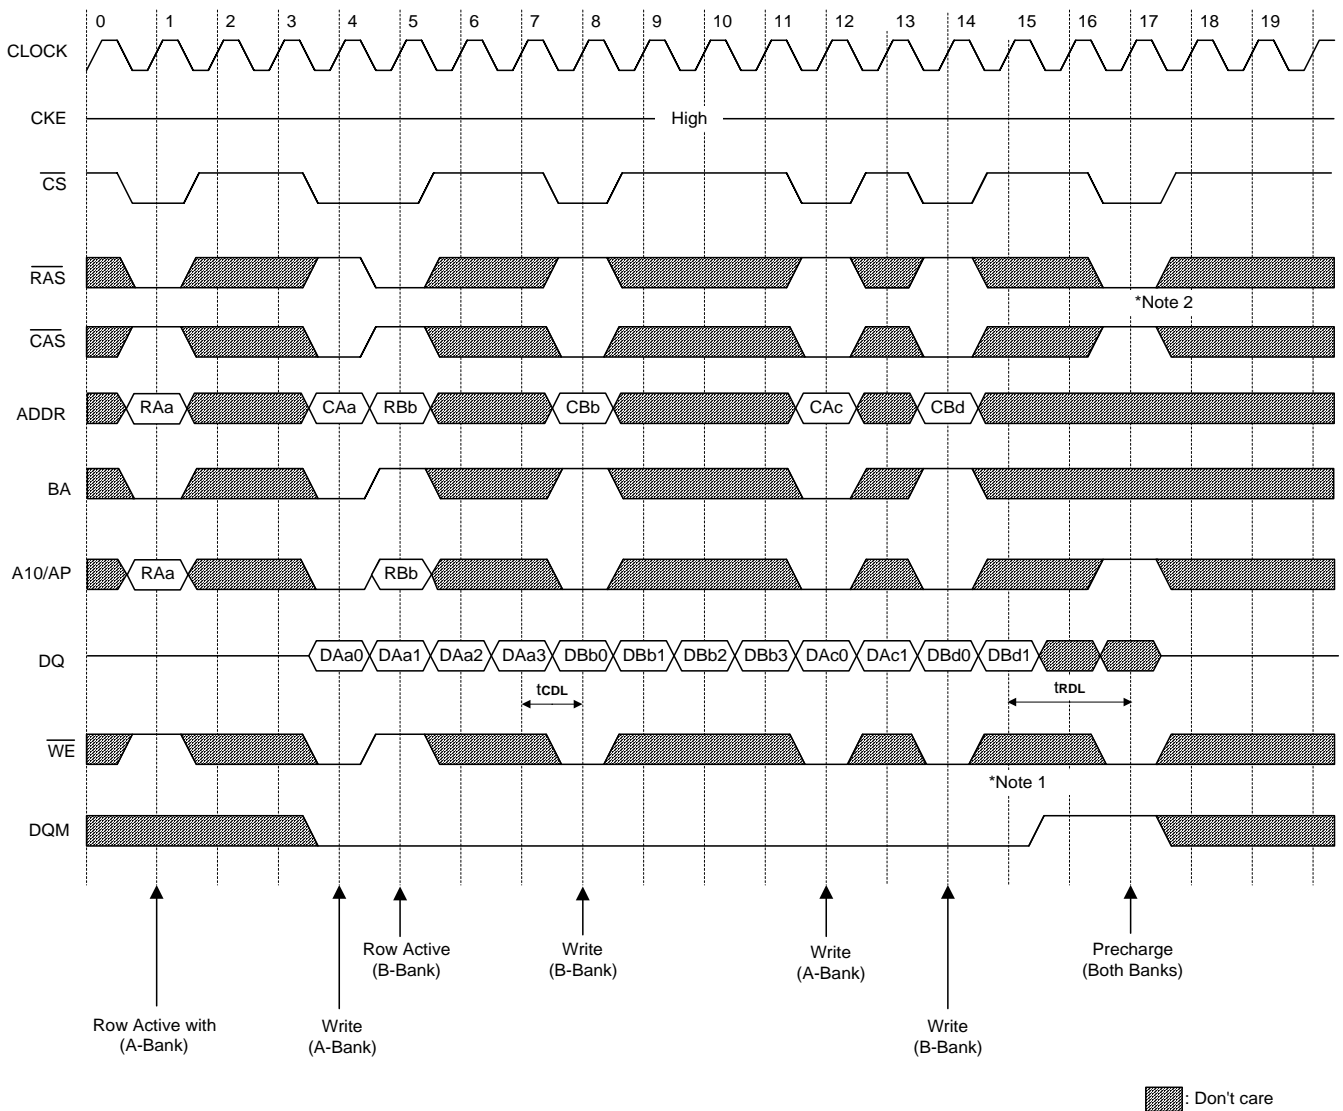 0 1 2 3 4 5 6 7 8 9 10 11 12 13 14 15 16 17 18 19
CLOCK
CKE
High
CS
RAS
*Note 2
CAS
ADDR
RAa CAa RBb CBb CAc CBd
BA
A10/AP
RAa RBb
DQ
DAa0 DAa1 DAa2 DAa3 DBb0 DBb1 DBb2 DBb3 DAc0 DAc1 DBd0 DBd1
tCDL tRDL
WE
*Note 1
DQM
Row Active
(B-Bank)
Write
(B-Bank)
Write
(A-Bank)
Precharge
(Both Banks)
Row Active with
(A-Bank)
Write
(A-Bank)
Write
(B-Bank)
: Don't care